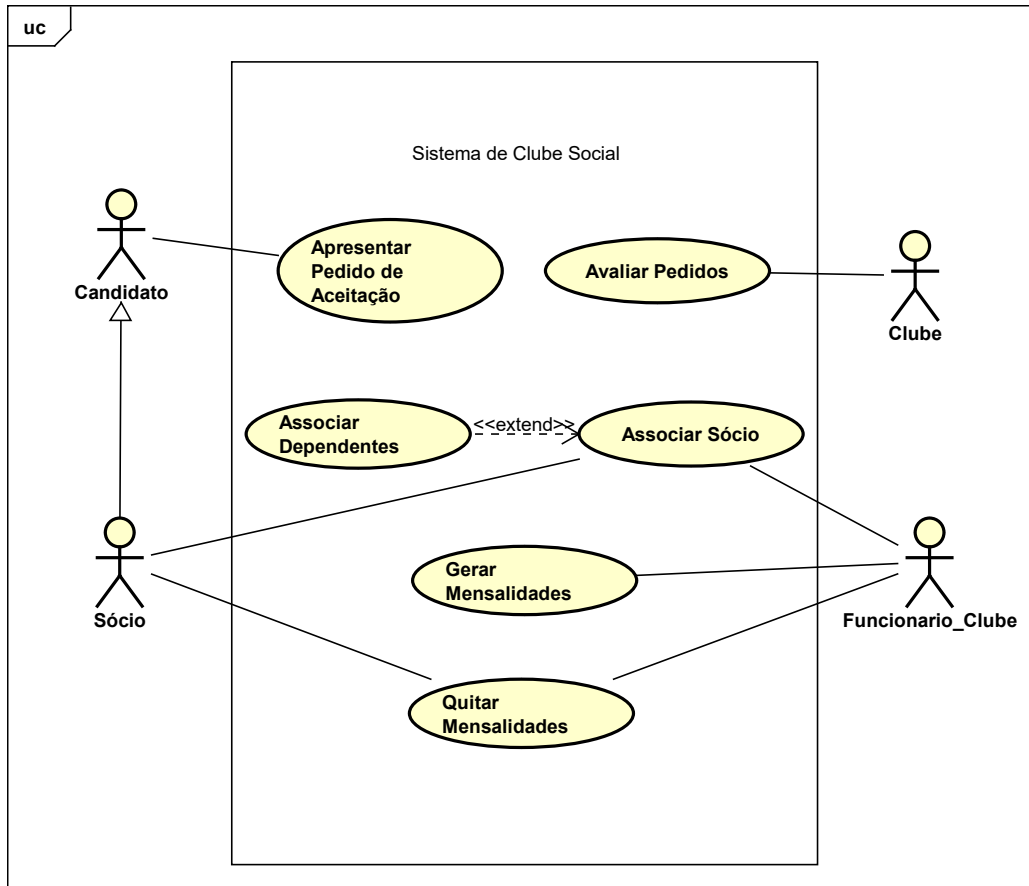 uc
Sistema de Clube Social
Candidato
Apresentar
Pedido de
Aceitação
Avaliar Pedidos
Clube
Associar
Dependentes
<<extend>>
Associar Sócio
Sócio
Gerar
Mensalidades
Funcionario_Clube
Quitar
Mensalidades